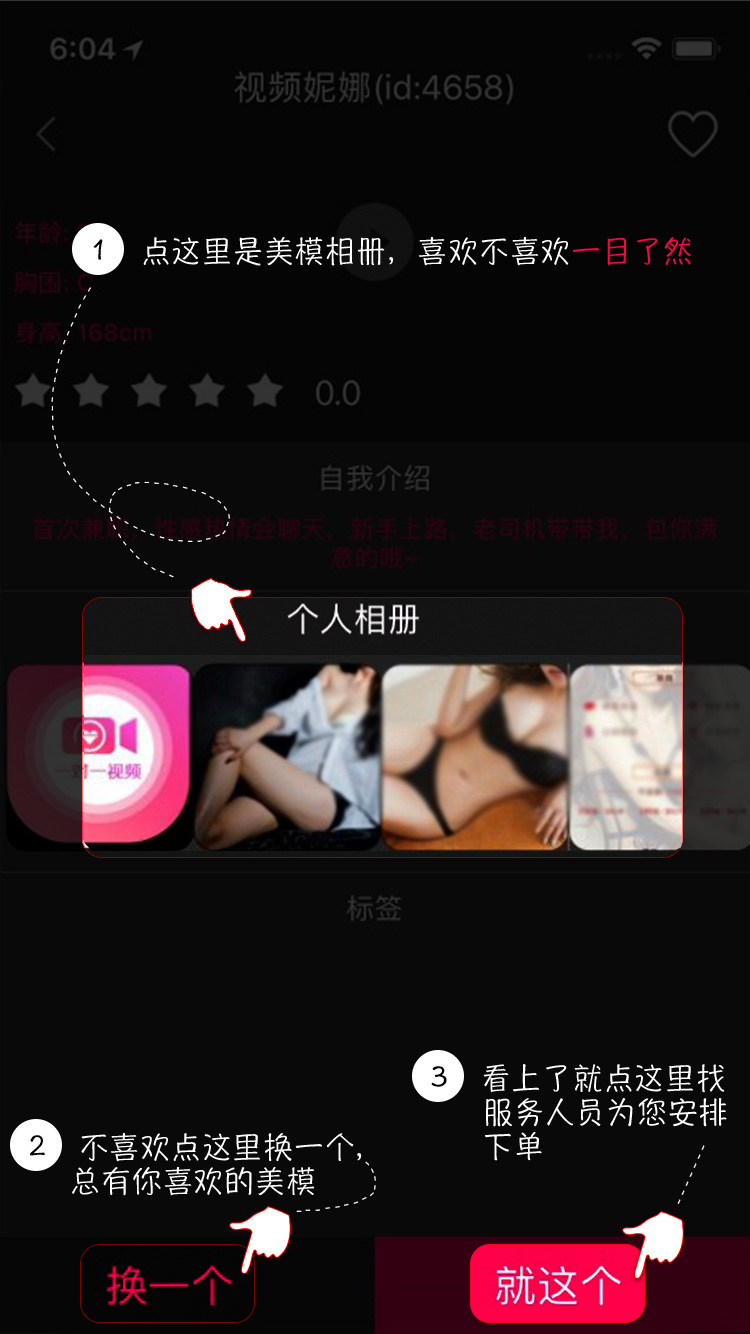 6:04
视频妮娜(id:4658)
年龄:
1
点这里是美模相册，喜欢不喜欢一目了然
胸围: C
身高: 168cm
0.0
自我介绍
首次兼职，性感热情会聊天，新手上路，老司机带带我，包你满
意的哦~
个人相册
一对一视频
标签
3
看上了就点这里找
服务人员为您安排
下单
2
不喜欢点这里换一个，
总有你喜欢的美模
换一个
就这个